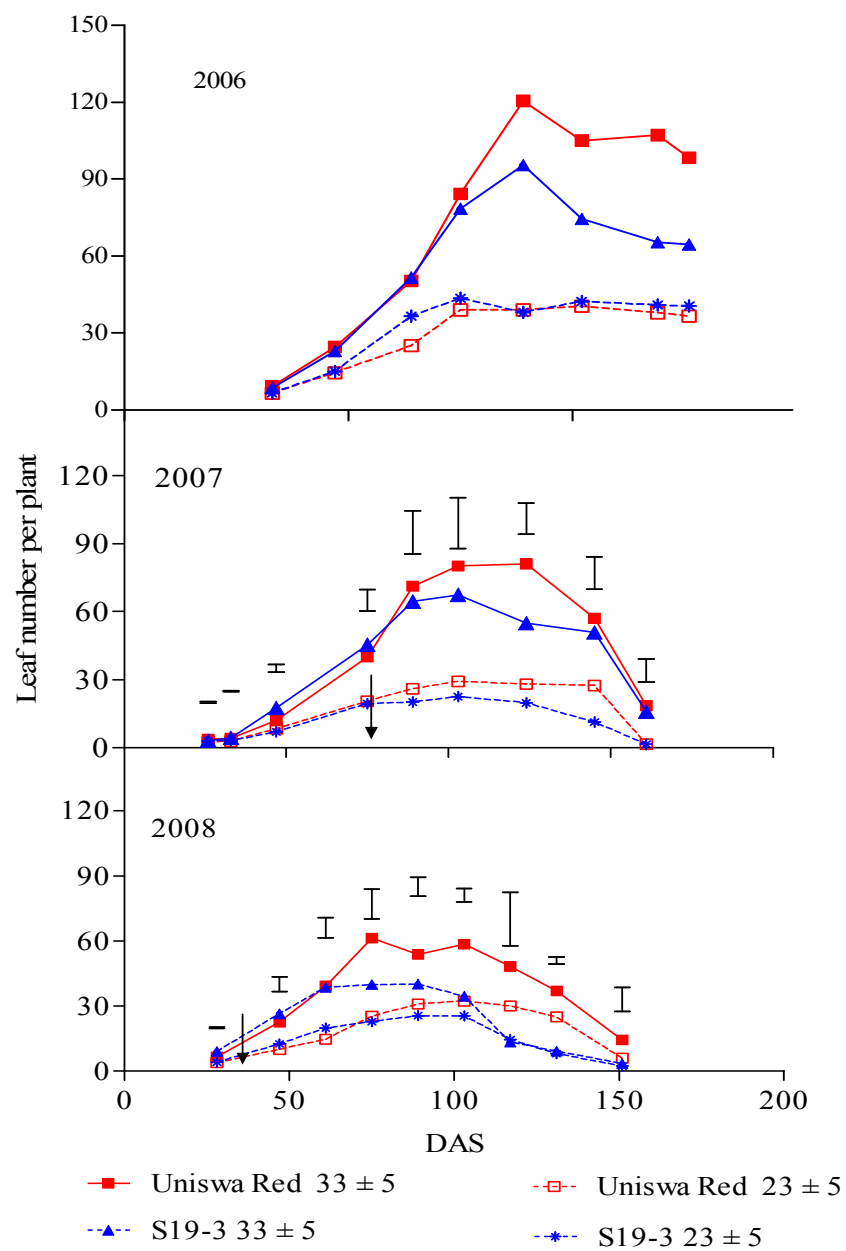 150
2006
120
90
60
30
0
Leaf number per plant
2007
120
90
60
30
0
2008
120
90
60
30
0
0 50 100 150 200
DAS
Uniswa Red 33 ± 5
Uniswa Red 23 ± 5
S19-3 33 ± 5
S19-3 23 ± 5